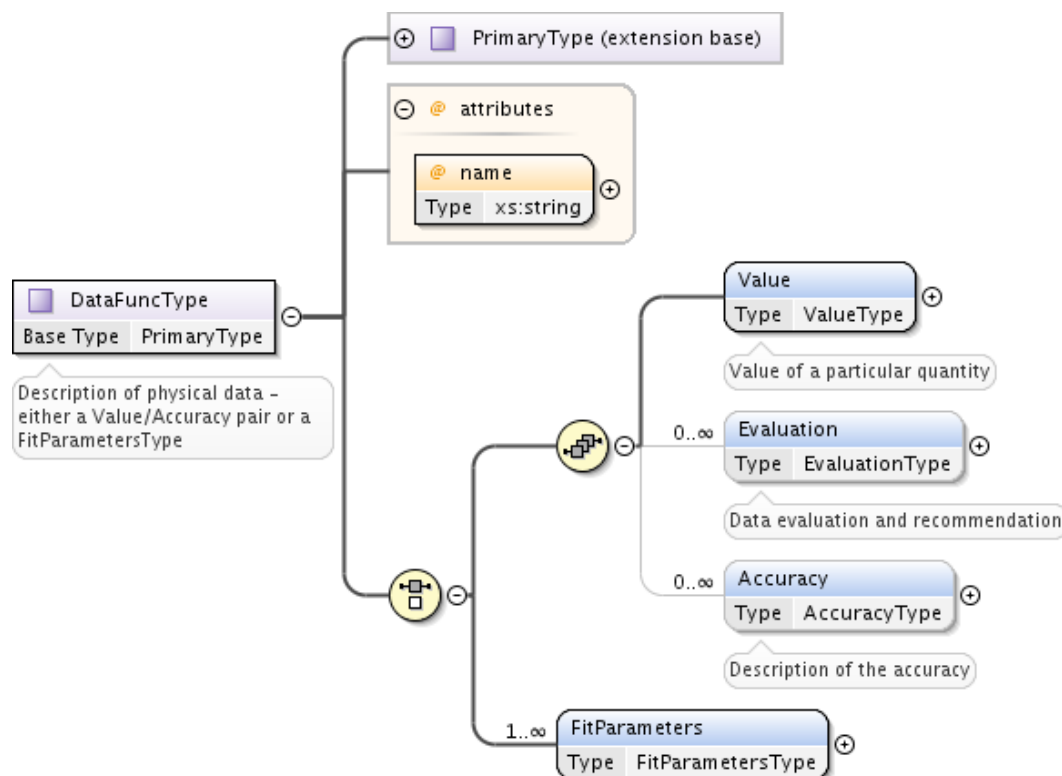 PrimaryType (extension base)
@ attributes
@ name
Type xs:string
DataFuncType
Base Type PrimaryType
Description of physical data –
either a Value/Accuracy pair or a
FitParametersType
Value
Type ValueType
Value of a particular quantity
0..∞
Evaluation
Type EvaluationType
Data evaluation and recommendation
0..∞
Accuracy
Type AccuracyType
Description of the accuracy
1..∞
FitParameters
Type FitParametersType